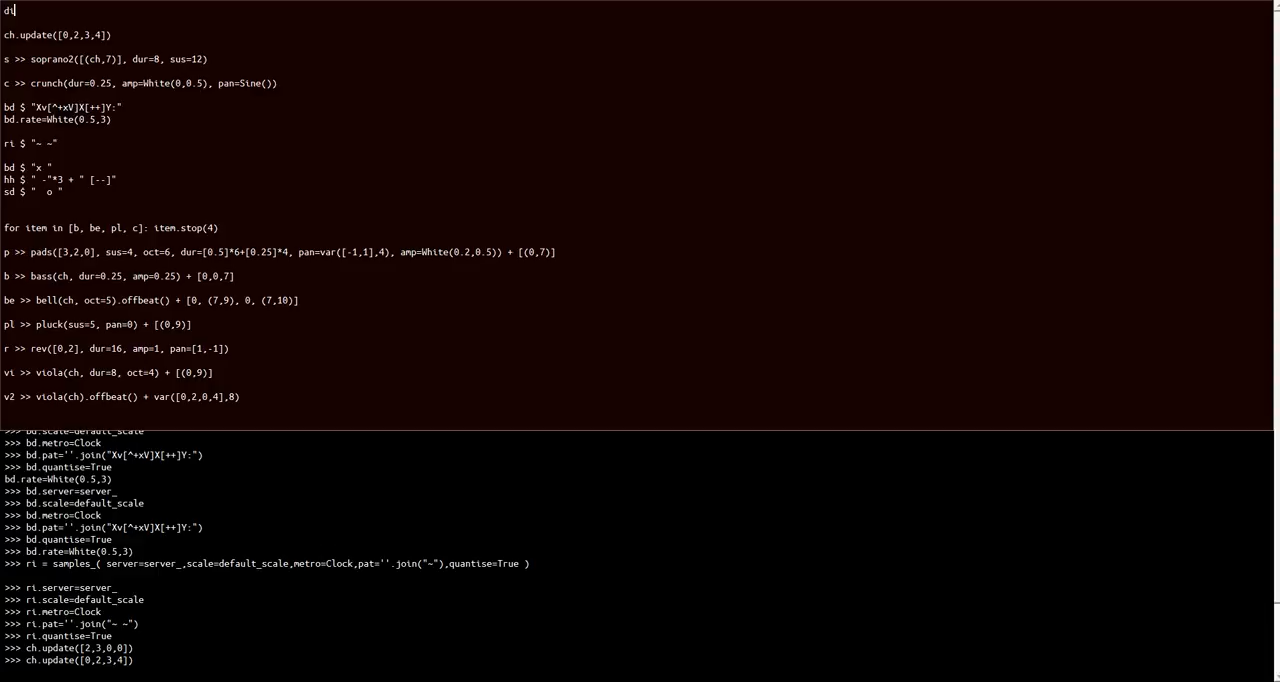 di
ch.update([0,2,3,4])
s >> soprano2([(ch,7)], dur=8, sus=12)
c >> crunch(dur=0.25, amp=White(0,0.5), pan=Sine())
bd $ "Xv[^+xV]X[++]Y:"
bd.rate=White(0.5,3)
ri $ "~ ~"
bd $ "x "
hh $ " -"*3 + " [--]"
sd $ "  o "
for item in [b, be, pl, c]: item.stop(4)
p >> pads([3,2,0], sus=4, oct=6, dur=[0.5]*6+[0.25]*4, pan=var([-1,1],4), amp=White(0.2,0.5)) + [(0,7)]
b >> bass(ch, dur=0.25, amp=0.25) + [0,0,7]
be >> bell(ch, oct=5).offbeat() + [0, (7,9), 0, (7,10)]
pl >> pluck(sus=5, pan=0) + [(0,9)]
r >> rev([0,2], dur=16, amp=1, pan=[1,-1])
vi >> viola(ch, dur=8, oct=4) + [(0,9)]
v2 >> viola(ch).offbeat() + var([0,2,0,4],8)
>>> bd.scale=default_scale
>>> bd.metro=Clock
>>> bd.pat=''.join("Xv[^+xV]X[++]Y:")
>>> bd.quantise=True
bd.rate=White(0.5,3)
>>> bd.server=server_
>>> bd.scale=default_scale
>>> bd.metro=Clock
>>> bd.pat=''.join("Xv[^+xV]X[++]Y:")
>>> bd.quantise=True
>>> bd.rate=White(0.5,3)
>>> ri = samples_( server=server_,scale=default_scale,metro=Clock,pat=''.join("~"),quantise=True )
>>> ri.server=server_
>>> ri.scale=default_scale
>>> ri.metro=Clock
>>> ri.pat=''.join("~ ~")
>>> ri.quantise=True
>>> ch.update([2,3,0,0])
>>> ch.update([0,2,3,4])